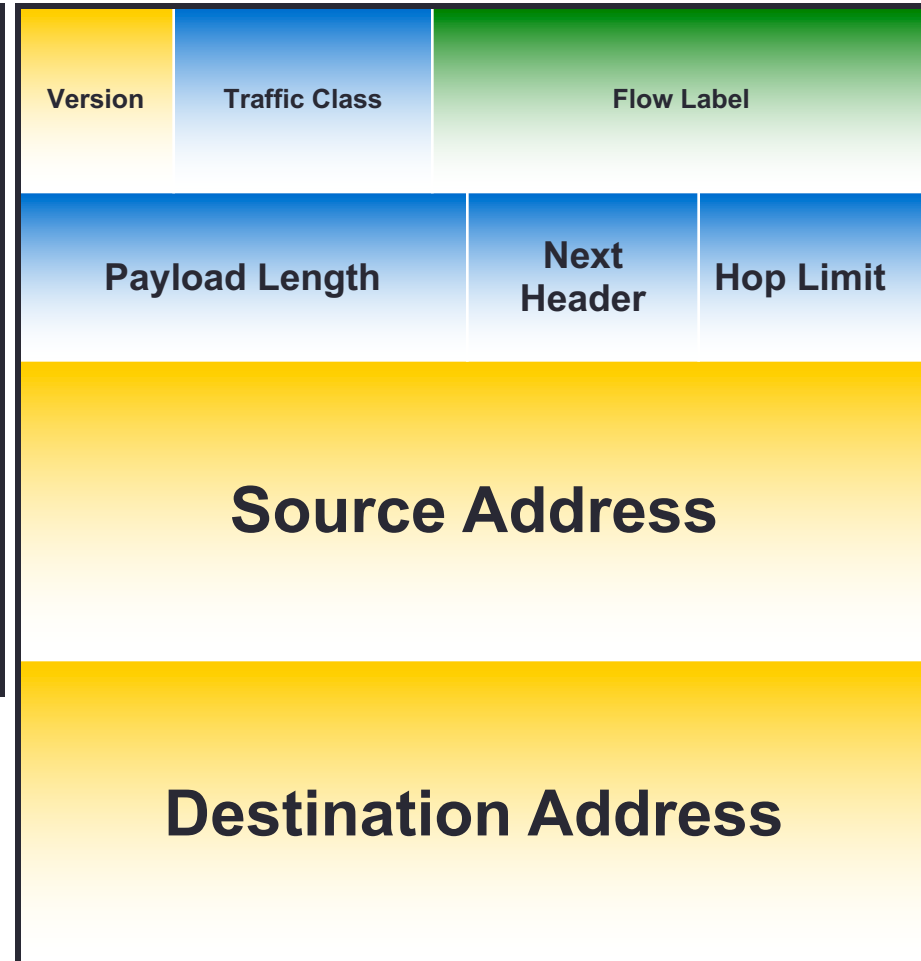 Version
Traffic Class
Flow Label
Payload Length
Next
Header
Hop Limit
Source Address
Destination Address